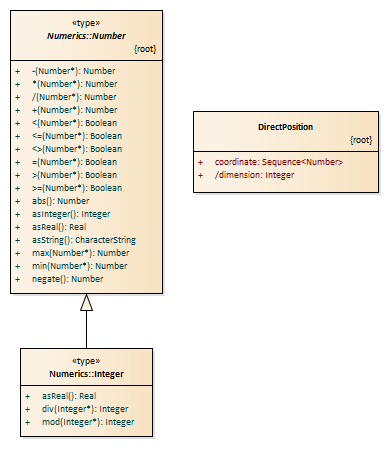 «type»
Numerics::Number
{root}
+ -(Number*): Number
+ *(Number*): Number
+ /(Number*): Number
+ +(Number*): Number
+ <(Number*): Boolean
+ <=(Number*): Boolean
+ <>(Number*): Boolean
+ =(Number*): Boolean
+ >(Number*): Boolean
+ >=(Number*): Boolean
+ abs(): Number
+ asInteger(): Integer
+ asReal(): Real
+ asString(): CharacterString
+ max(Number*): Number
+ min(Number*): Number
+ negate(): Number
DirectPosition
{root}
+ coordinate: Sequence<Number>
+ /dimension: Integer
«type»
Numerics::Integer
+ asReal(): Real
+ div(Integer*): Integer
+ mod(Integer*): Integer